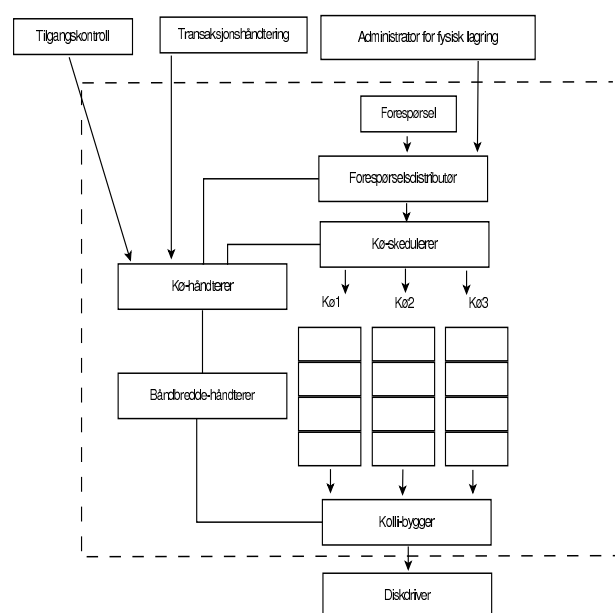 Tilgangskontroll
Transaksjonshåndtering
Administrator for fysisk lagring
Forespørsel
Forespørselsdistributør
Kø-skedulerer
Kø-håndterer
Kø1
Kø2
Kø3
Båndbredde-håndterer
Kolli-bygger
Diskdriver